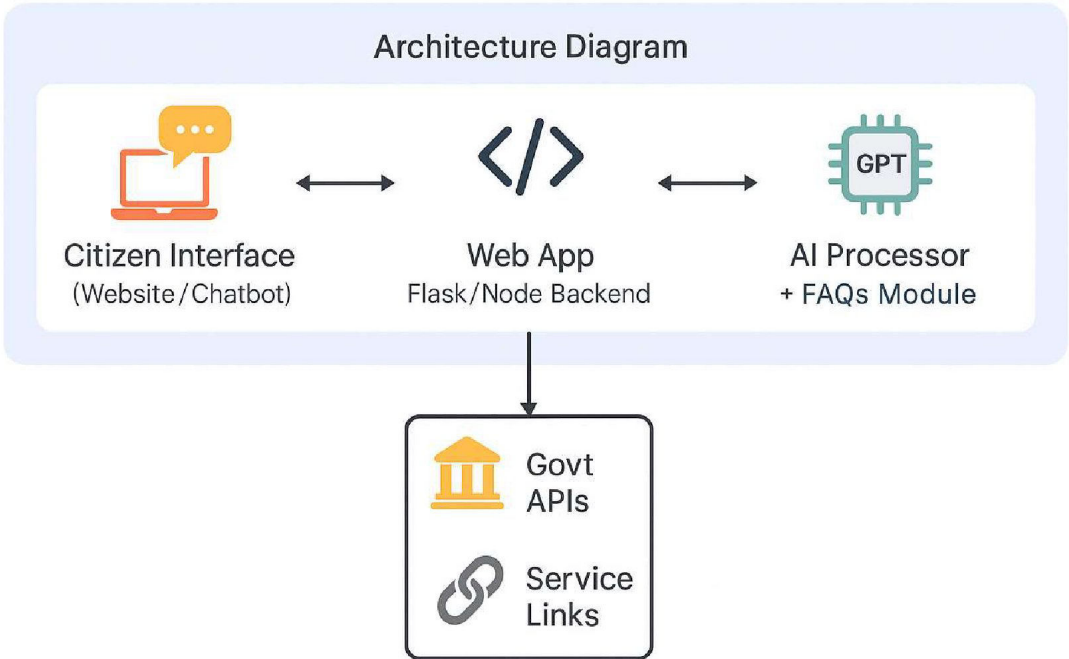 Architecture Diagram
GPT
Citizen Interface
(Website/Chatbot)
Web App
Flask/Node Backend
AI Processor
+ FAQs Module
Govt
APIs
Service
Links